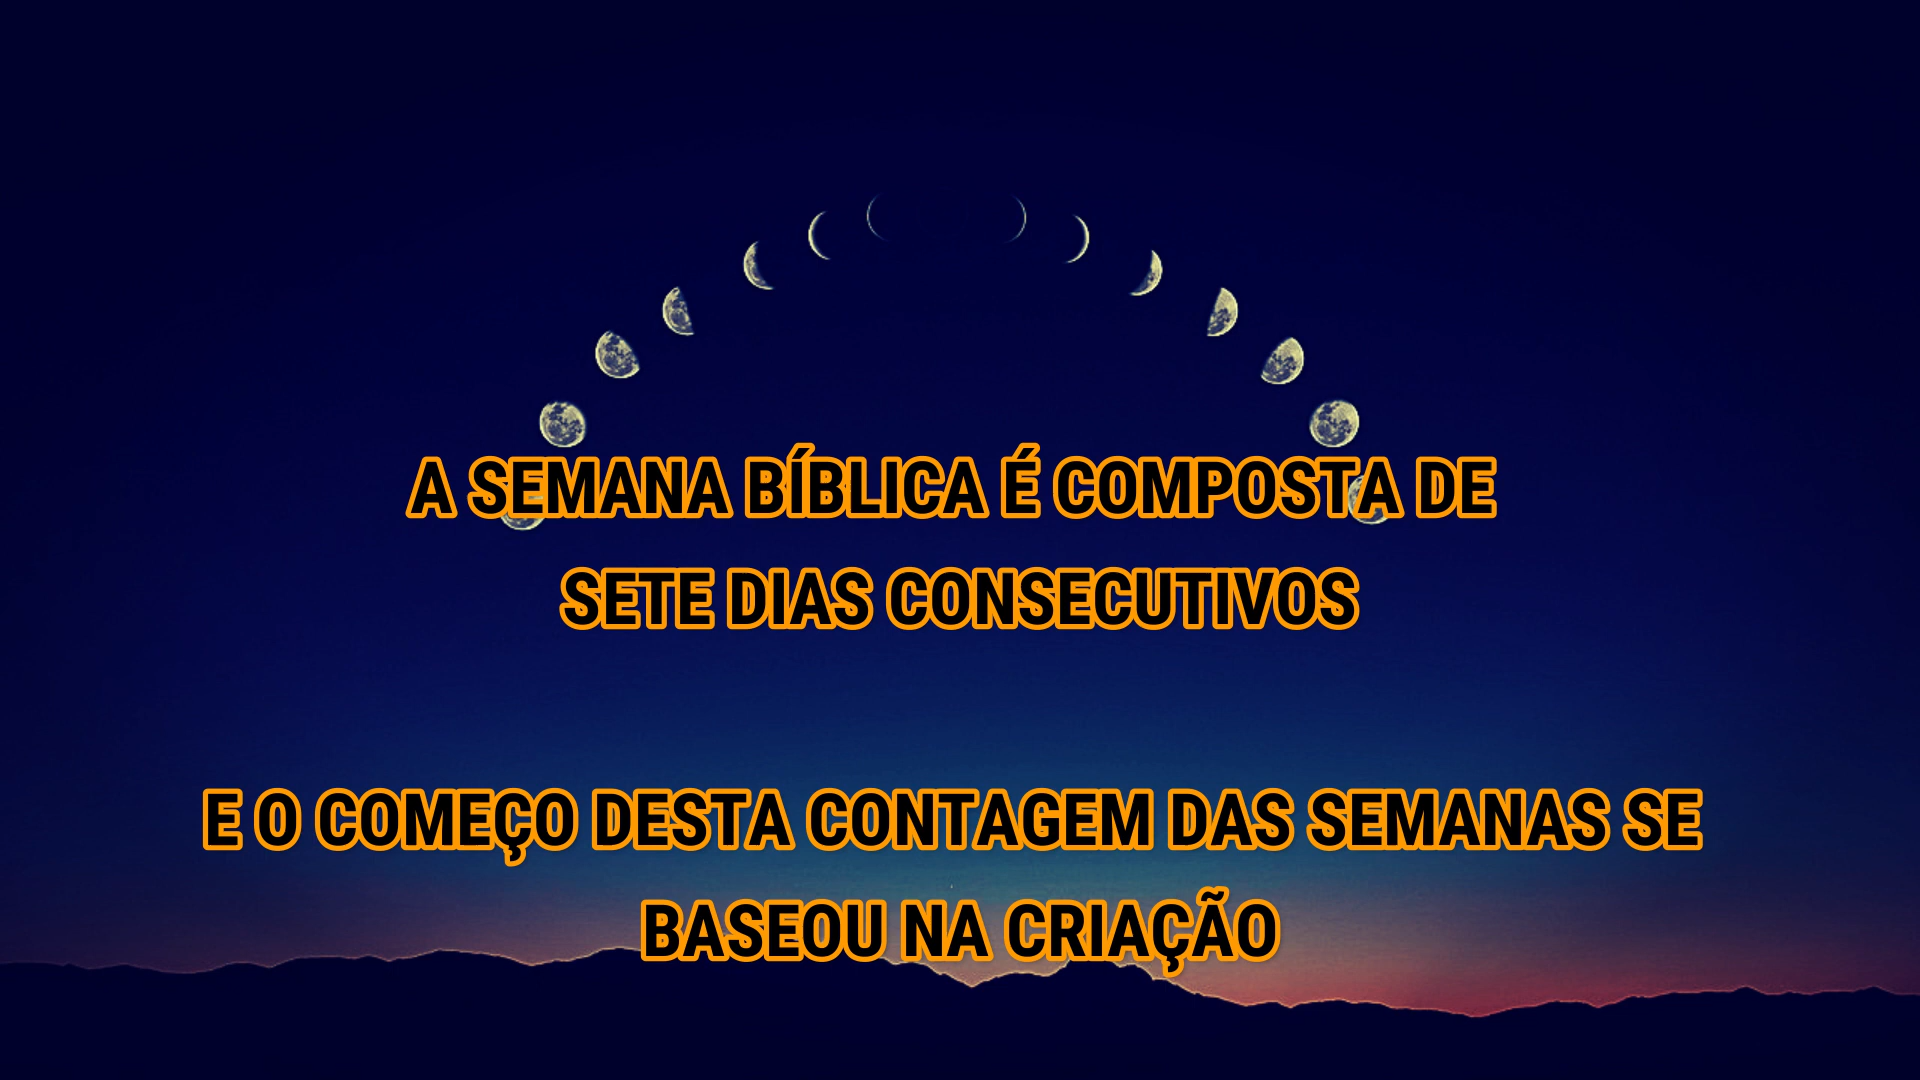 A SEMANA BÍBLICA É COMPOSTA DE
SETE DIAS CONSECUTIVOS
E O COMEÇO DESTA CONTAGEM DAS SEMANAS SE
BASEOU NA CRIAÇÃO